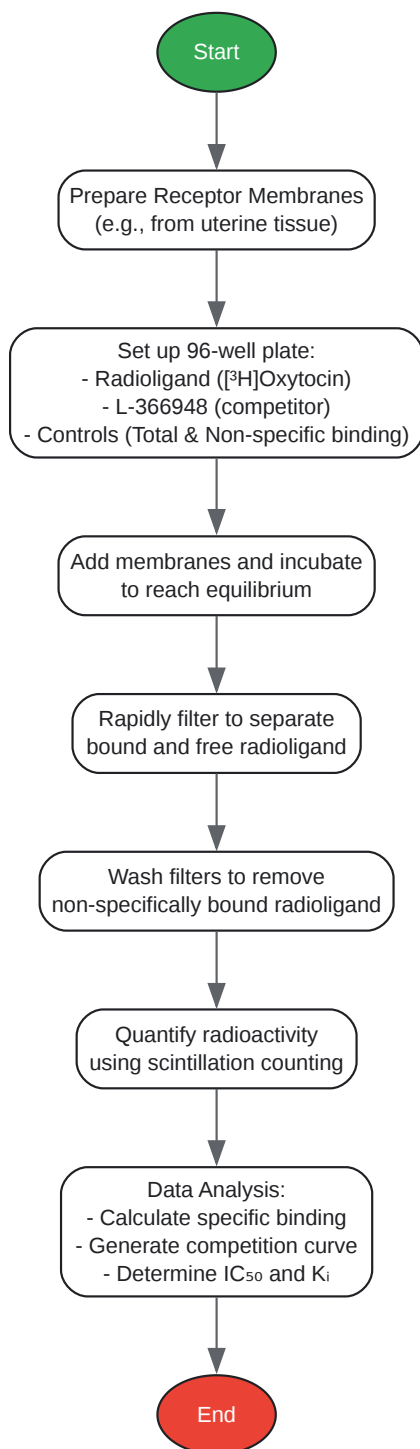 Start
Prepare Receptor Membranes
(e.g., from uterine tissue)
Set up 96-well plate:
- Radioligand ([³H]Oxytocin)
- L-366948 (competitor)
- Controls (Total & Non-specific binding)
Add membranes and incubate
to reach equilibrium
Rapidly filter to separate
bound and free radioligand
Wash filters to remove
non-specifically bound radioligand
Quantify radioactivity
using scintillation counting
Data Analysis:
- Calculate specific binding
- Generate competition curve
- Determine IC₅₀ and Kᵢ
End